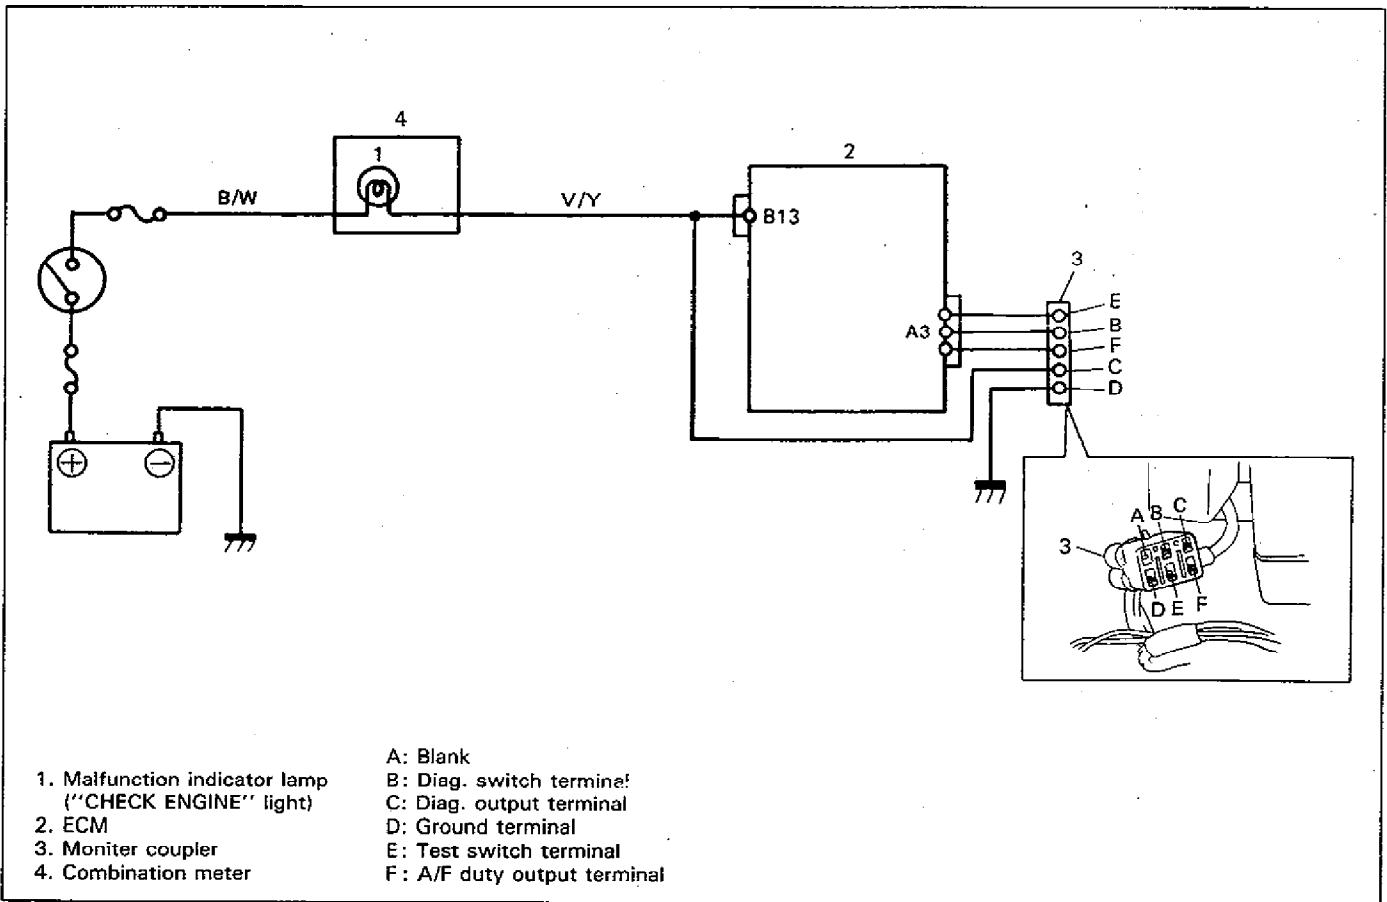 4
1
2
B/W
V/Y
B13
3
E
A3
B
F
C
D
+
−
A B C
3
D E F
1. Malfunction indicator lamp
(''CHECK ENGINE'' light)
2. ECM
3. Moniter coupler
4. Combination meter
A: Blank
B: Diag. switch terminal
C: Diag. output terminal
D: Ground terminal
E: Test switch terminal
F: A/F duty output terminal